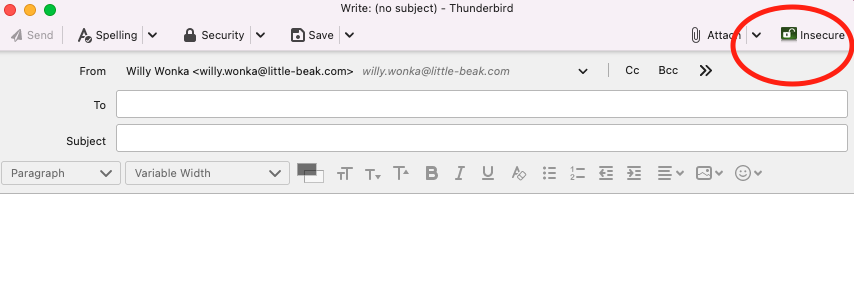 Write: (no subject) - Thunderbird
Send Spelling Security Save Attach Insecure
From Willy Wonka <willy.wonka@little-beak.com> willy.wonka@little-beak.com Cc Bcc
To
Subject
Paragraph Variable Width